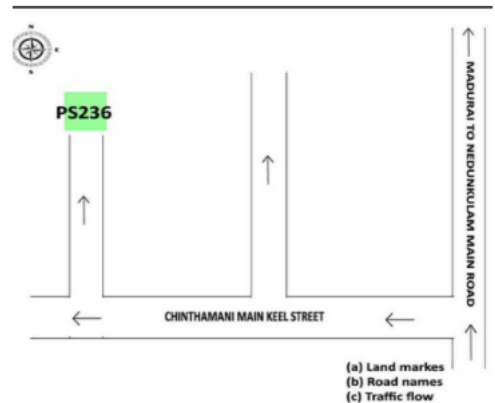 N
E
S
PS236
MADURAI TO NEDUNKULAM MAIN ROAD
CHINTHAMANI MAIN KEEL STREET
(a) Land markes
(b) Road names
(c) Traffic flow